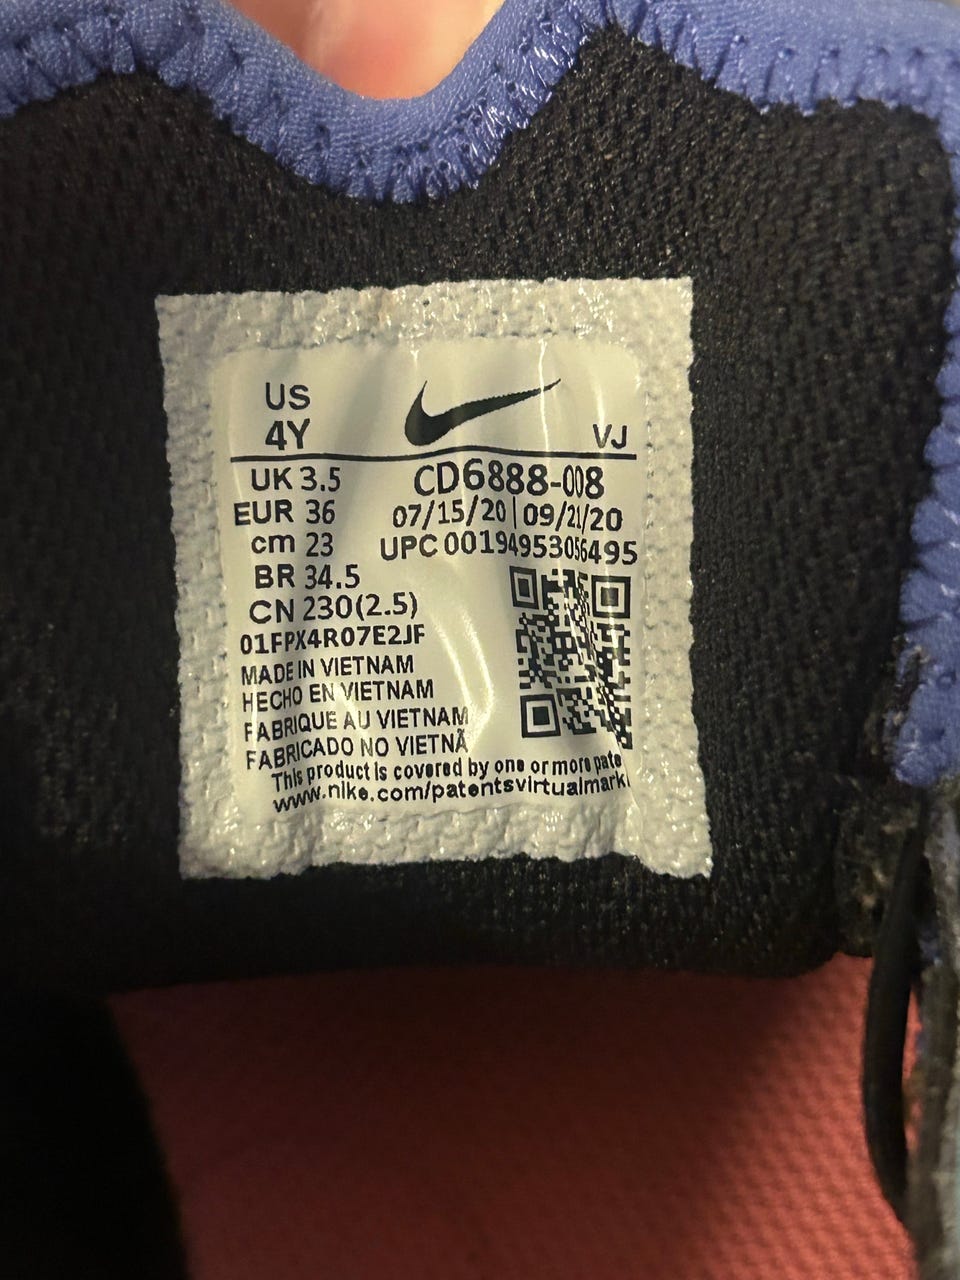 US
4Y
VJ
UK 3.5
CD6888-008
EUR 36
07/15/20 | 09/21/20
cm 23
UPC 00194953056495
BR 34.5
CN 230(2.5)
01FPX4R07E2JF
MADE IN VIETNAM
HECHO EN VIETNAM
FABRIQUE AU VIETNAM
FABRICADO NO VIETNÃ
This product is covered by one or more pate
www.nike.com/patentsvirtualmark